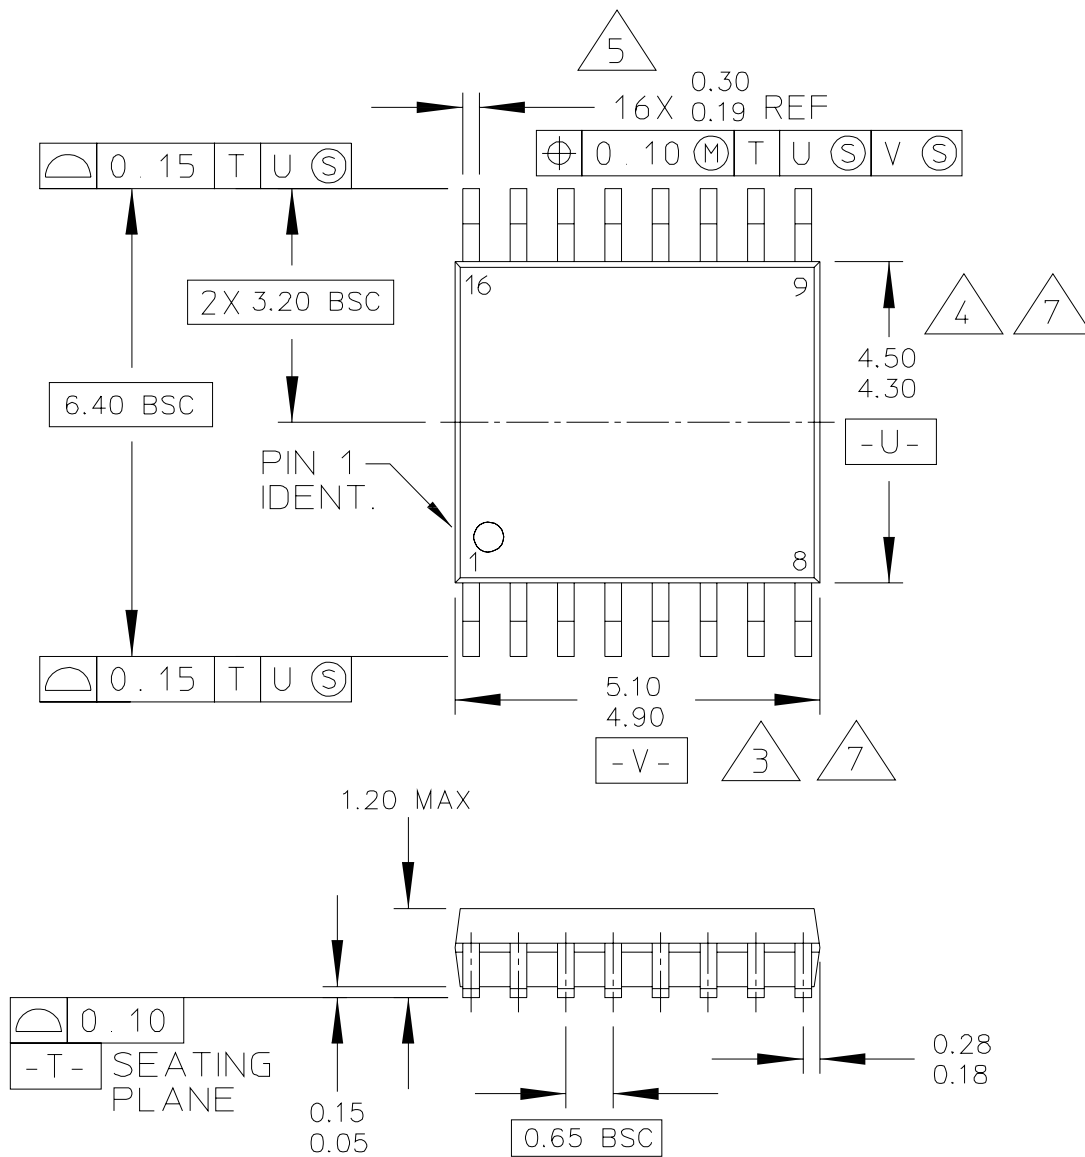 5
16X 0.30 REF
0.19
0.15 T U Ⓢ
⌖ 0.10 Ⓜ T U Ⓢ V Ⓢ
16 9
2X 3.20 BSC
4 7
4.50
4.30
6.40 BSC
-U-
PIN 1
IDENT.
1 8
0.15 T U Ⓢ
5.10
4.90
-V- 3 7
1.20 MAX
0.10
-T- SEATING
PLANE
0.28
0.18
0.15
0.05
0.65 BSC